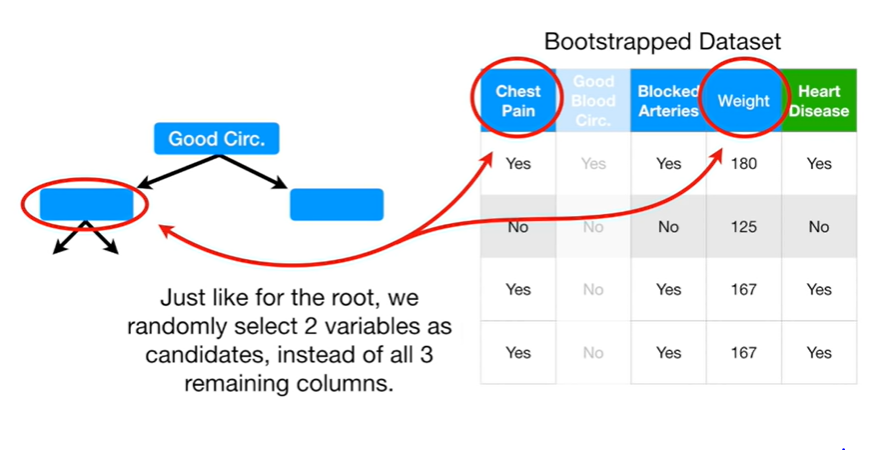 Bootstrapped Dataset
Chest Pain
Good Blood Circ.
Blocked Arteries
Weight
Heart Disease
Good Circ.
Yes Yes Yes 180 Yes
No No No 125 No
Yes No Yes 167 Yes
Yes No Yes 167 Yes
Just like for the root, we
randomly select 2 variables as
candidates, instead of all 3
remaining columns.